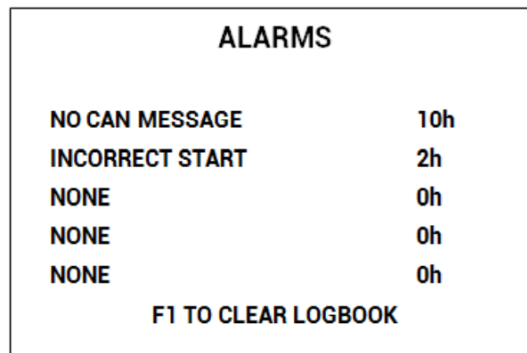 ALARMS
NO CAN MESSAGE 10h
INCORRECT START 2h
NONE 0h
NONE 0h
NONE 0h
F1 TO CLEAR LOGBOOK